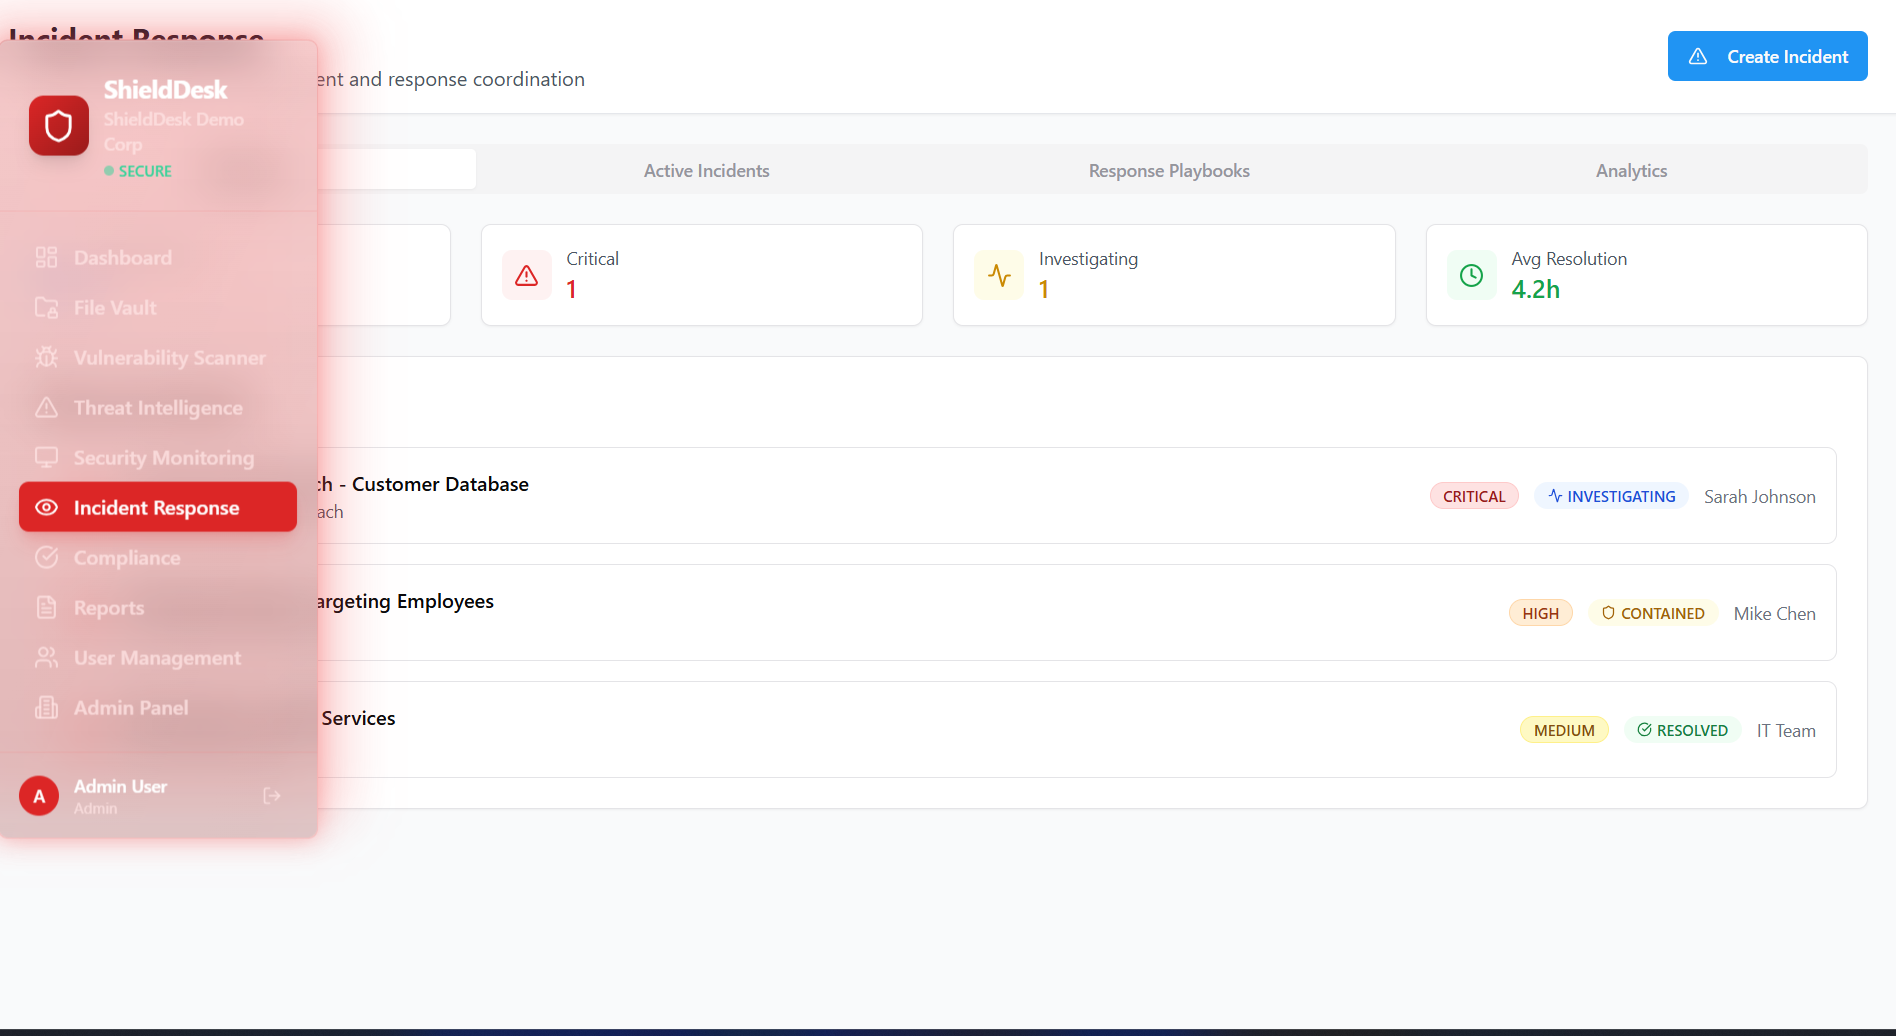 Incident Response
ent and response coordination
Create Incident
ShieldDesk
ShieldDesk Demo
Corp
SECURE
Dashboard
File Vault
Vulnerability Scanner
Threat Intelligence
Security Monitoring
Incident Response
Compliance
Reports
User Management
Admin Panel
A
Admin User
Admin
Active Incidents
Response Playbooks
Analytics
Critical
1
Investigating
1
Avg Resolution
4.2h
ch - Customer Database
ach
CRITICAL
INVESTIGATING
Sarah Johnson
argeting Employees
HIGH
CONTAINED
Mike Chen
Services
MEDIUM
RESOLVED
IT Team